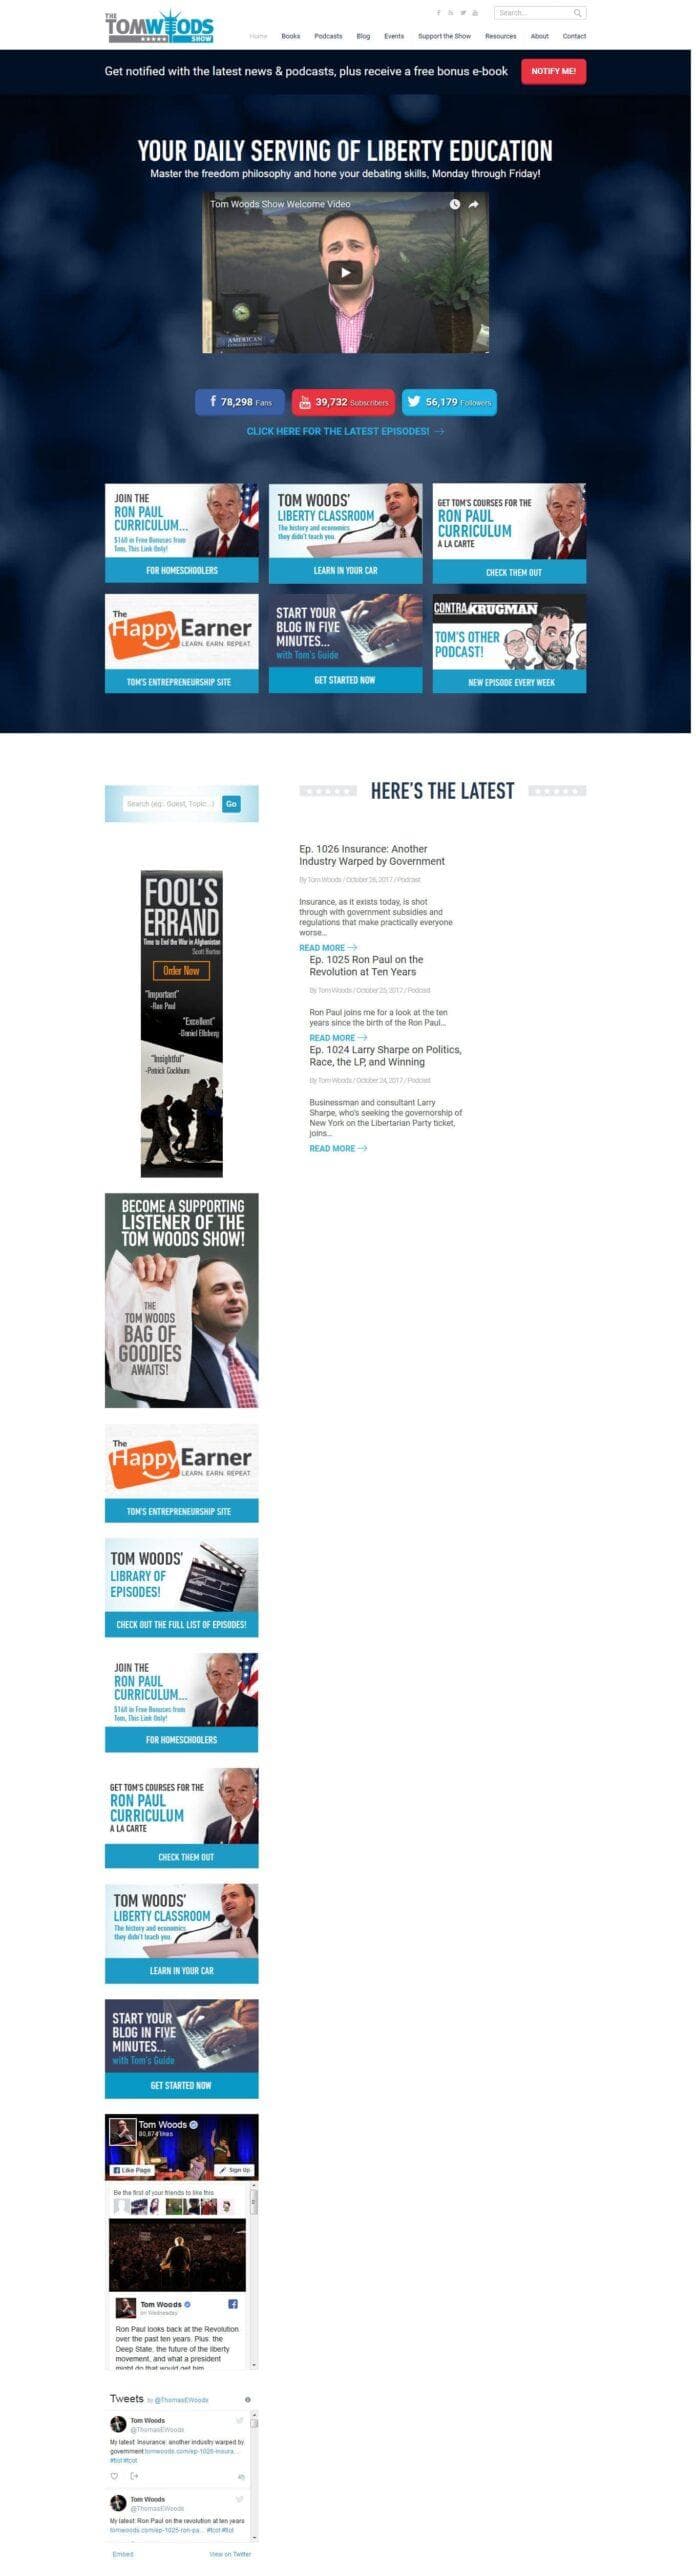 THE
TOM WOODS
SHOW
Search...
Home Books Podcasts Blog Events Support the Show Resources About Contact
Get notified with the latest news & podcasts, plus receive a free bonus e-book
NOTIFY ME!
YOUR DAILY SERVING OF LIBERTY EDUCATION
Master the freedom philosophy and hone your debating skills, Monday through Friday!
Tom Woods Show Welcome Video
AMERICAN
78,298 Fans
39,732 Subscribers
56,179 Followers
CLICK HERE FOR THE LATEST EPISODES!
JOIN THE
RON PAUL
CURRICULUM...
$160 in Free Bonuses from
Tom, This Link Only!
FOR HOMESCHOOLERS
TOM WOODS'
LIBERTY CLASSROOM
The history and economics
they didn't teach you
LEARN IN YOUR CAR
GET TOM'S COURSES FOR THE
RON PAUL
CURRICULUM
A LA CARTE
CHECK THEM OUT
The
Happy Earner
LEARN. EARN. REPEAT.
TOM'S ENTREPRENEURSHIP SITE
START YOUR
BLOG IN FIVE
MINUTES...
with Tom's Guide
GET STARTED NOW
CONTRA KRUGMAN
TOM'S OTHER
PODCAST!
NEW EPISODE EVERY WEEK
Search (eg: Guest, Topic...)
Go
HERE'S THE LATEST
Ep. 1026 Insurance: Another
Industry Warped by Government
By Tom Woods / October 26, 2017 / Podcast
Insurance, as it exists today, is shot
through with government subsidies and
regulations that make practically everyone
worse...
READ MORE
Ep. 1025 Ron Paul on the
Revolution at Ten Years
By Tom Woods / October 25, 2017 / Podcast
Ron Paul joins me for a look at the ten
years since the birth of the Ron Paul...
READ MORE
Ep. 1024 Larry Sharpe on Politics,
Race, the LP, and Winning
By Tom Woods / October 24, 2017 / Podcast
Businessman and consultant Larry
Sharpe, who's seeking the governorship of
New York on the Libertarian Party ticket,
joins...
READ MORE
FOOL'S
ERRAND
Time to End the War in Afghanistan
Scott Horton
Order Now
"Important"
-Ron Paul
"Excellent"
-Daniel Ellsberg
"Insightful"
-Patrick Cockburn
BECOME A SUPPORTING
LISTENER OF THE
TOM WOODS SHOW!
THE
TOM WOODS
BAG OF
GOODIES
AWAITS!
The
Happy Earner
LEARN. EARN. REPEAT.
TOM'S ENTREPRENEURSHIP SITE
TOM WOODS'
LIBRARY OF
EPISODES!
CHECK OUT THE FULL LIST OF EPISODES!
JOIN THE
RON PAUL
CURRICULUM...
$160 in Free Bonuses from
Tom, This Link Only!
FOR HOMESCHOOLERS
GET TOM'S COURSES FOR THE
RON PAUL
CURRICULUM
A LA CARTE
CHECK THEM OUT
TOM WOODS'
LIBERTY CLASSROOM
The history and economics
they didn't teach you
LEARN IN YOUR CAR
START YOUR
BLOG IN FIVE
MINUTES...
with Tom's Guide
GET STARTED NOW
Tom Woods
80,874 likes
Like Page
Sign Up
Be the first of your friends to like this
Tom Woods
on Wednesday
Ron Paul looks back at the Revolution
over the past ten years. Plus: the
Deep State, the future of the liberty
movement, and what a president
might do that would get him
Tweets by @ThomasEWoods
Tom Woods
@ThomasEWoods
My latest: Insurance: another industry warped by
government tomwoods.com/ep-1026-insura...
#tlot #tcot
4h
Tom Woods
@ThomasEWoods
My latest: Ron Paul on the revolution at ten years
tomwoods.com/ep-1025-ron-pa... #tcot #tlot
Embed
View on Twitter